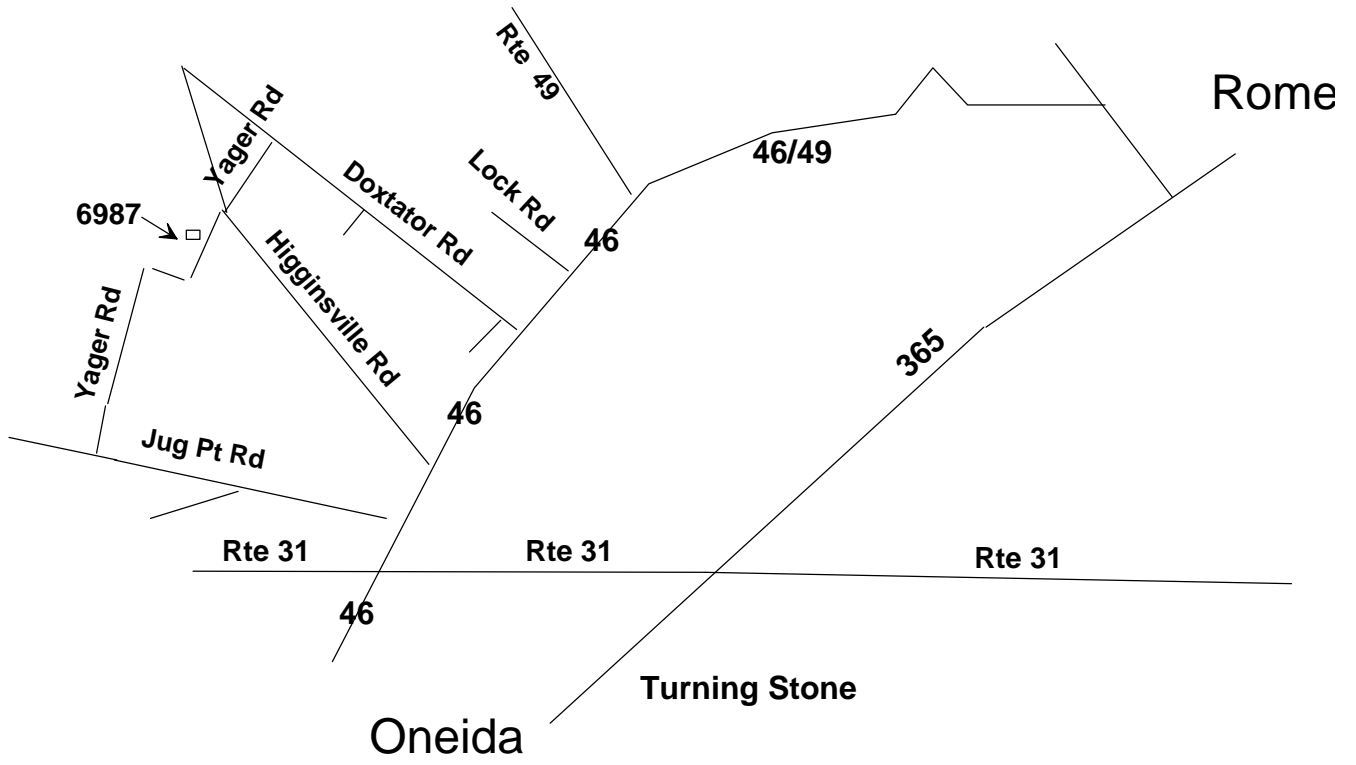 Rte 49
Rome
Yager Rd
46/49
Lock Rd
Doxtator Rd
6987
46
Higginsville Rd
Yager Rd
365
46
Jug Pt Rd
Rte 31
Rte 31
Rte 31
46
Turning Stone
Oneida